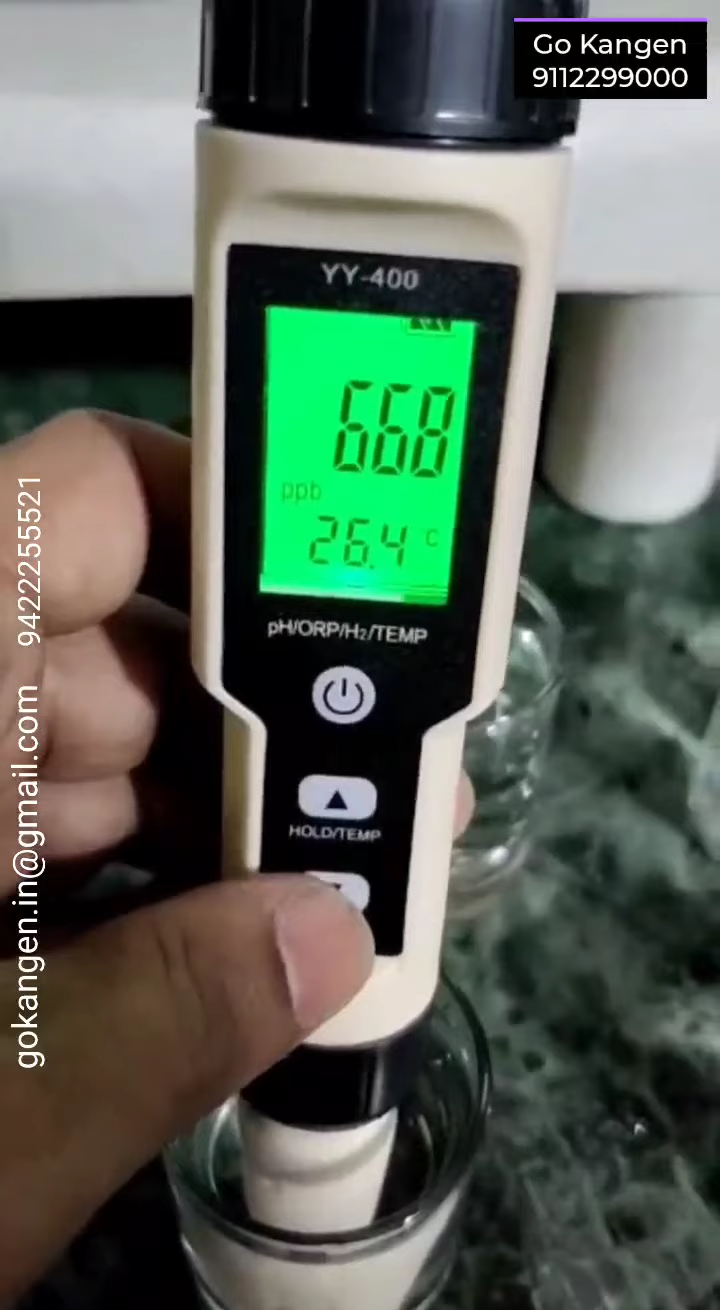 Go Kangen
9112299000
YY-400
668
ppb
26.4 C
pH/ORP/H₂/TEMP
HOLD/TEMP
gokangen.in@gmail.com 9422255521